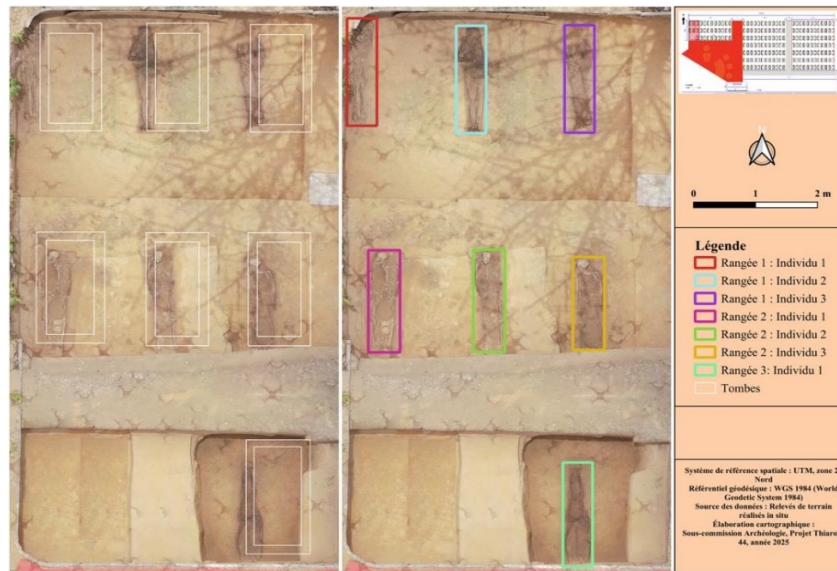 0 1 2 m
Légende
Rangée 1 : Individu 1
Rangée 1 : Individu 2
Rangée 1 : Individu 3
Rangée 2 : Individu 1
Rangée 2 : Individu 2
Rangée 2 : Individu 3
Rangée 3: Individu 1
Tombes
Système de référence spatiale : UTM, zone 2
Nord
Référentiel géodésique : WGS 1984 (World
Geodetic System 1984)
Source des données : Relevés de terrain
réalisés in situ
Élaboration cartographique :
Sous-commission Archéologie, Projet Thiaro
44, année 2025